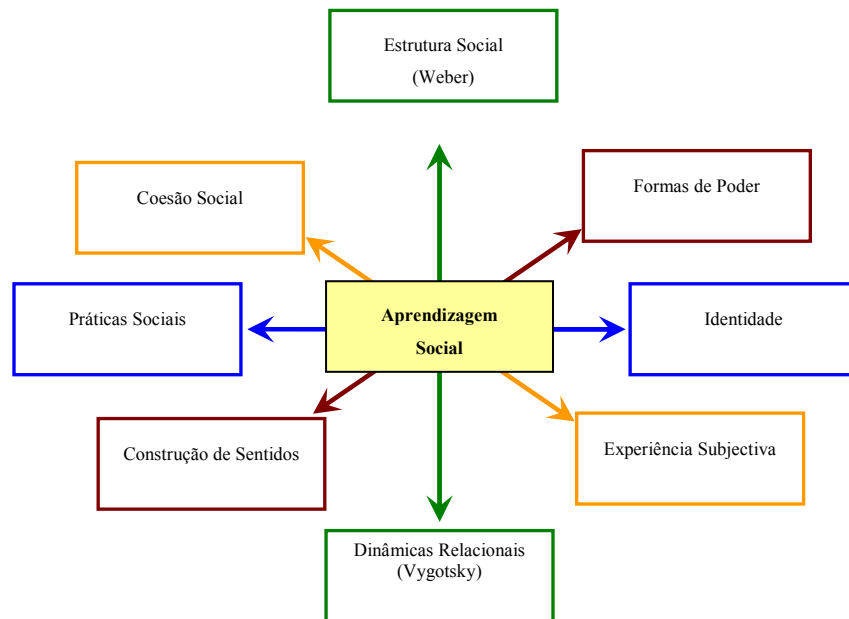 Estrutura Social
(Weber)
Coesão Social
Formas de Poder
Práticas Sociais
Aprendizagem
Social
Identidade
Construção de Sentidos
Experiência Subjectiva
Dinâmicas Relacionais
(Vygotsky)